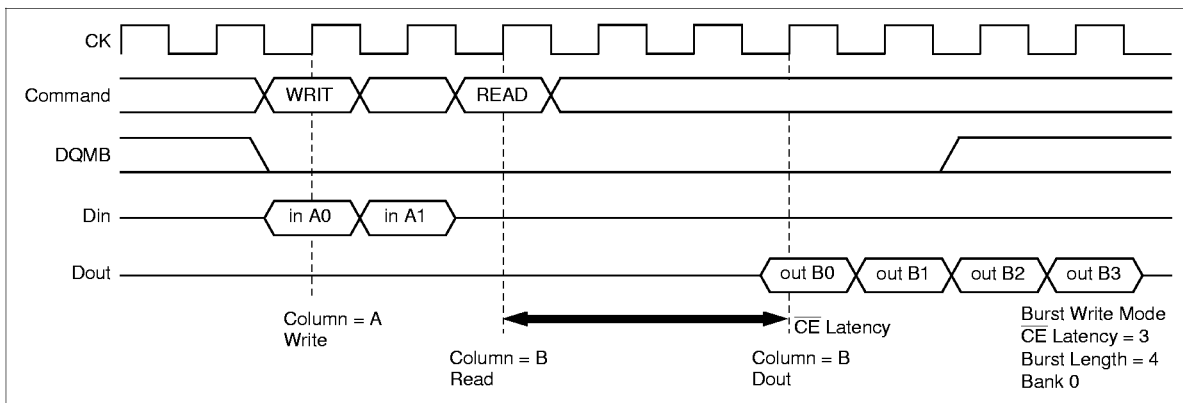 CK
Command
WRIT
READ
DQMB
Din
in A0
in A1
Dout
out B0
out B1
out B2
out B3
Column = A
Write
Column = B
Read
CE Latency
Column = B
Dout
Burst Write Mode
CE Latency = 3
Burst Length = 4
Bank 0